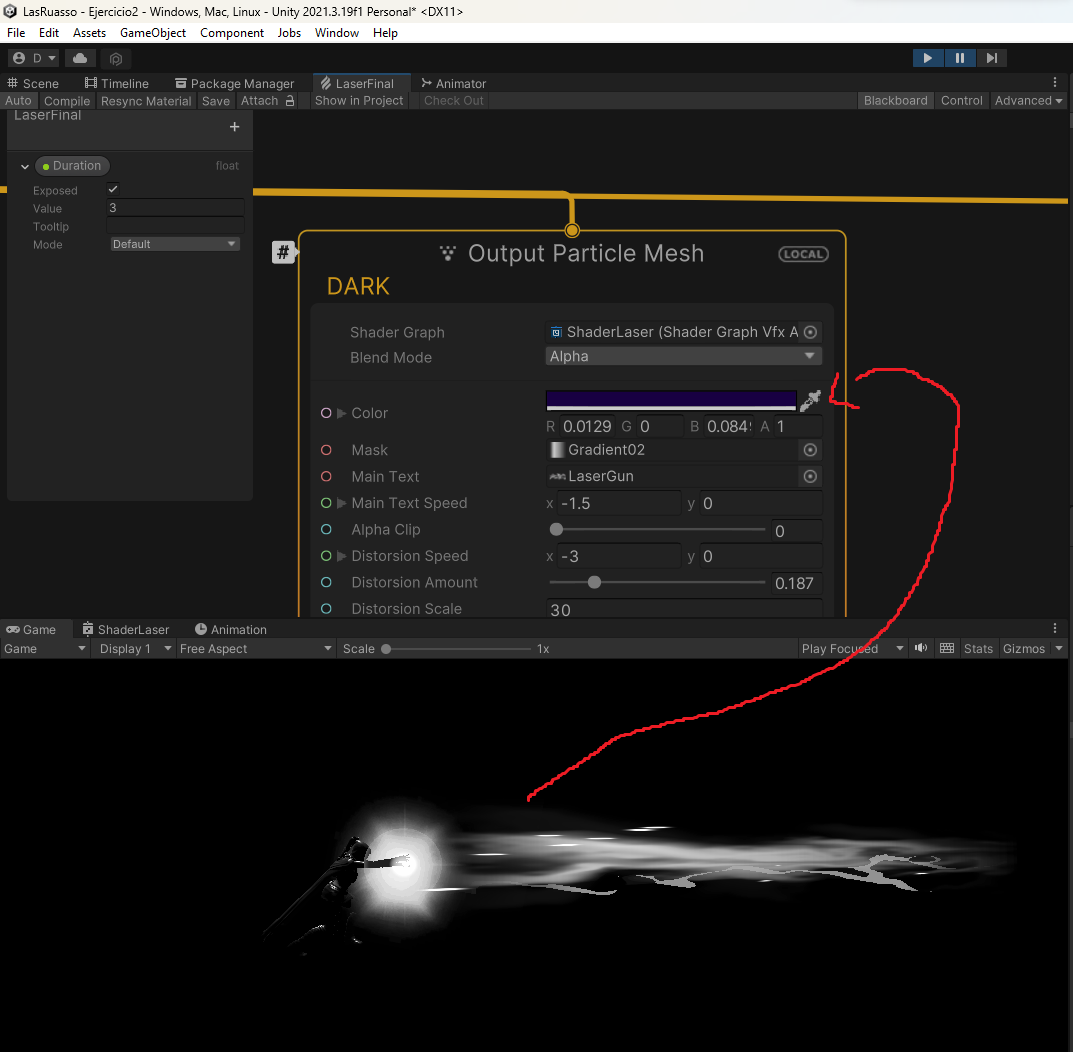 LasRuasso - Ejercicio2 - Windows, Mac, Linux - Unity 2021.3.19f1 Personal* <DX11>
File Edit Assets GameObject Component Jobs Window Help
D
Scene Timeline Package Manager LaserFinal Animator
Auto Compile Resync Material Save Attach Show in Project Check Out Blackboard Control Advanced
LaserFinal
+
Duration float
Exposed
Value 3
Tooltip
Mode Default
# Output Particle Mesh LOCAL
DARK
Shader Graph ShaderLaser (Shader Graph Vfx A
Blend Mode Alpha
Color
R 0.0129 G 0 B 0.084 A 1
Mask Gradient02
Main Text LaserGun
Main Text Speed x -1.5 y 0
Alpha Clip 0
Distorsion Speed x -3 y 0
Distorsion Amount 0.187
Distorsion Scale 30
Game ShaderLaser Animation
Game Display 1 Free Aspect Scale 1x Play Focused Stats Gizmos